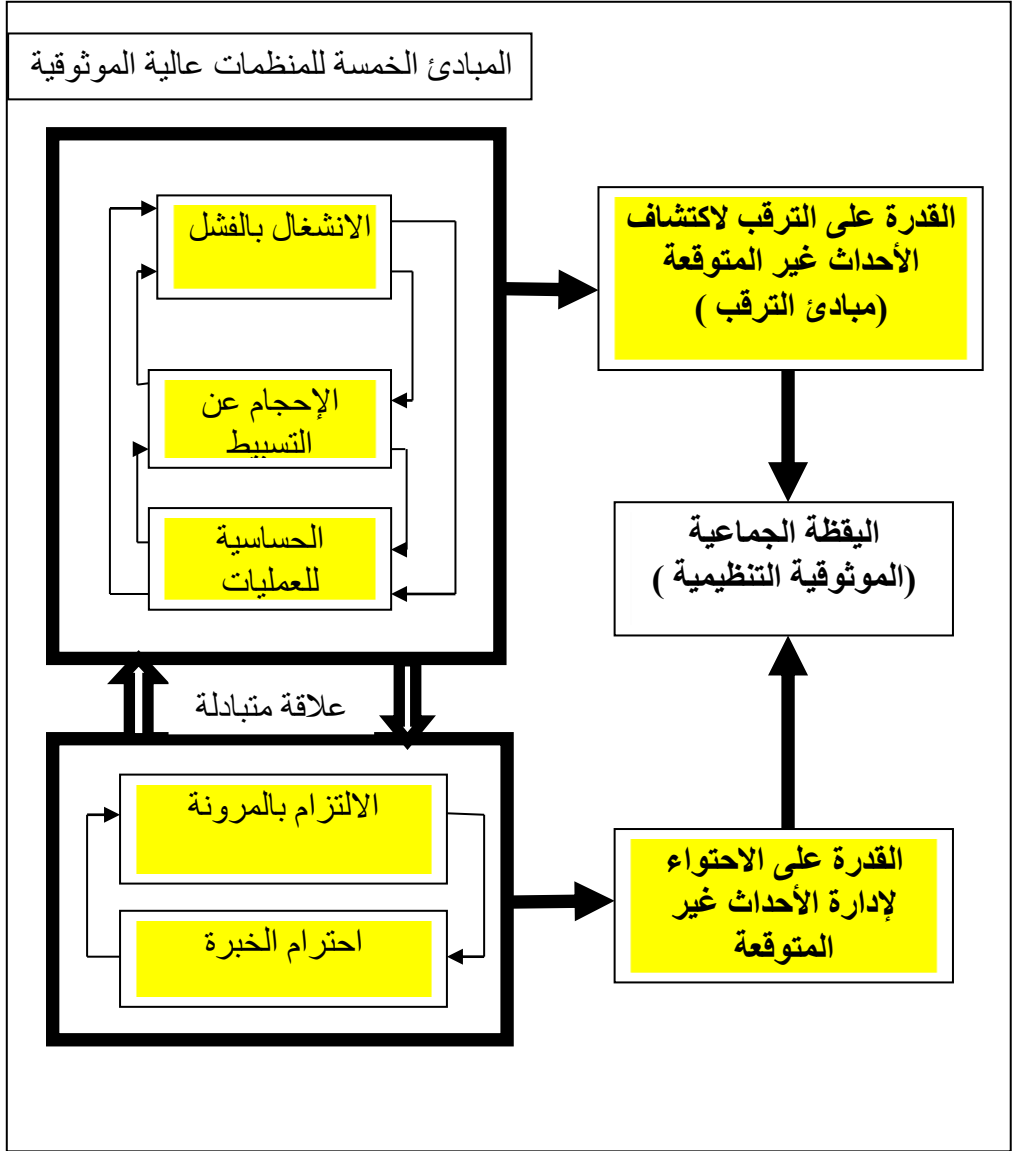 المبادئ الخمسة للمنظمات عالية الموثوقية
الانشغال بالفشل
الإحجام عن
التسبيط
الحساسية
للعمليات
القدرة على الترقب لاكتشاف
الأحداث غير المتوقعة
(مبادئ الترقب )
اليقظة الجماعية
(الموثوقية التنظيمية )
علاقة متبادلة
الالتزام بالمرونة
احترام الخبرة
القدرة على الاحتواء
لإدارة الأحداث غير
المتوقعة